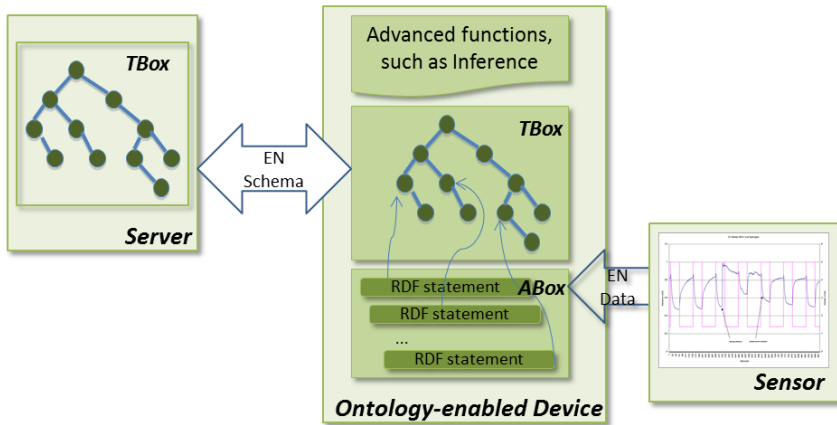 TBox
Server
EN
Schema
Advanced functions,
such as Inference
TBox
RDF statement
ABox
RDF statement
...
RDF statement
Ontology-enabled Device
EN
Data
Sensor